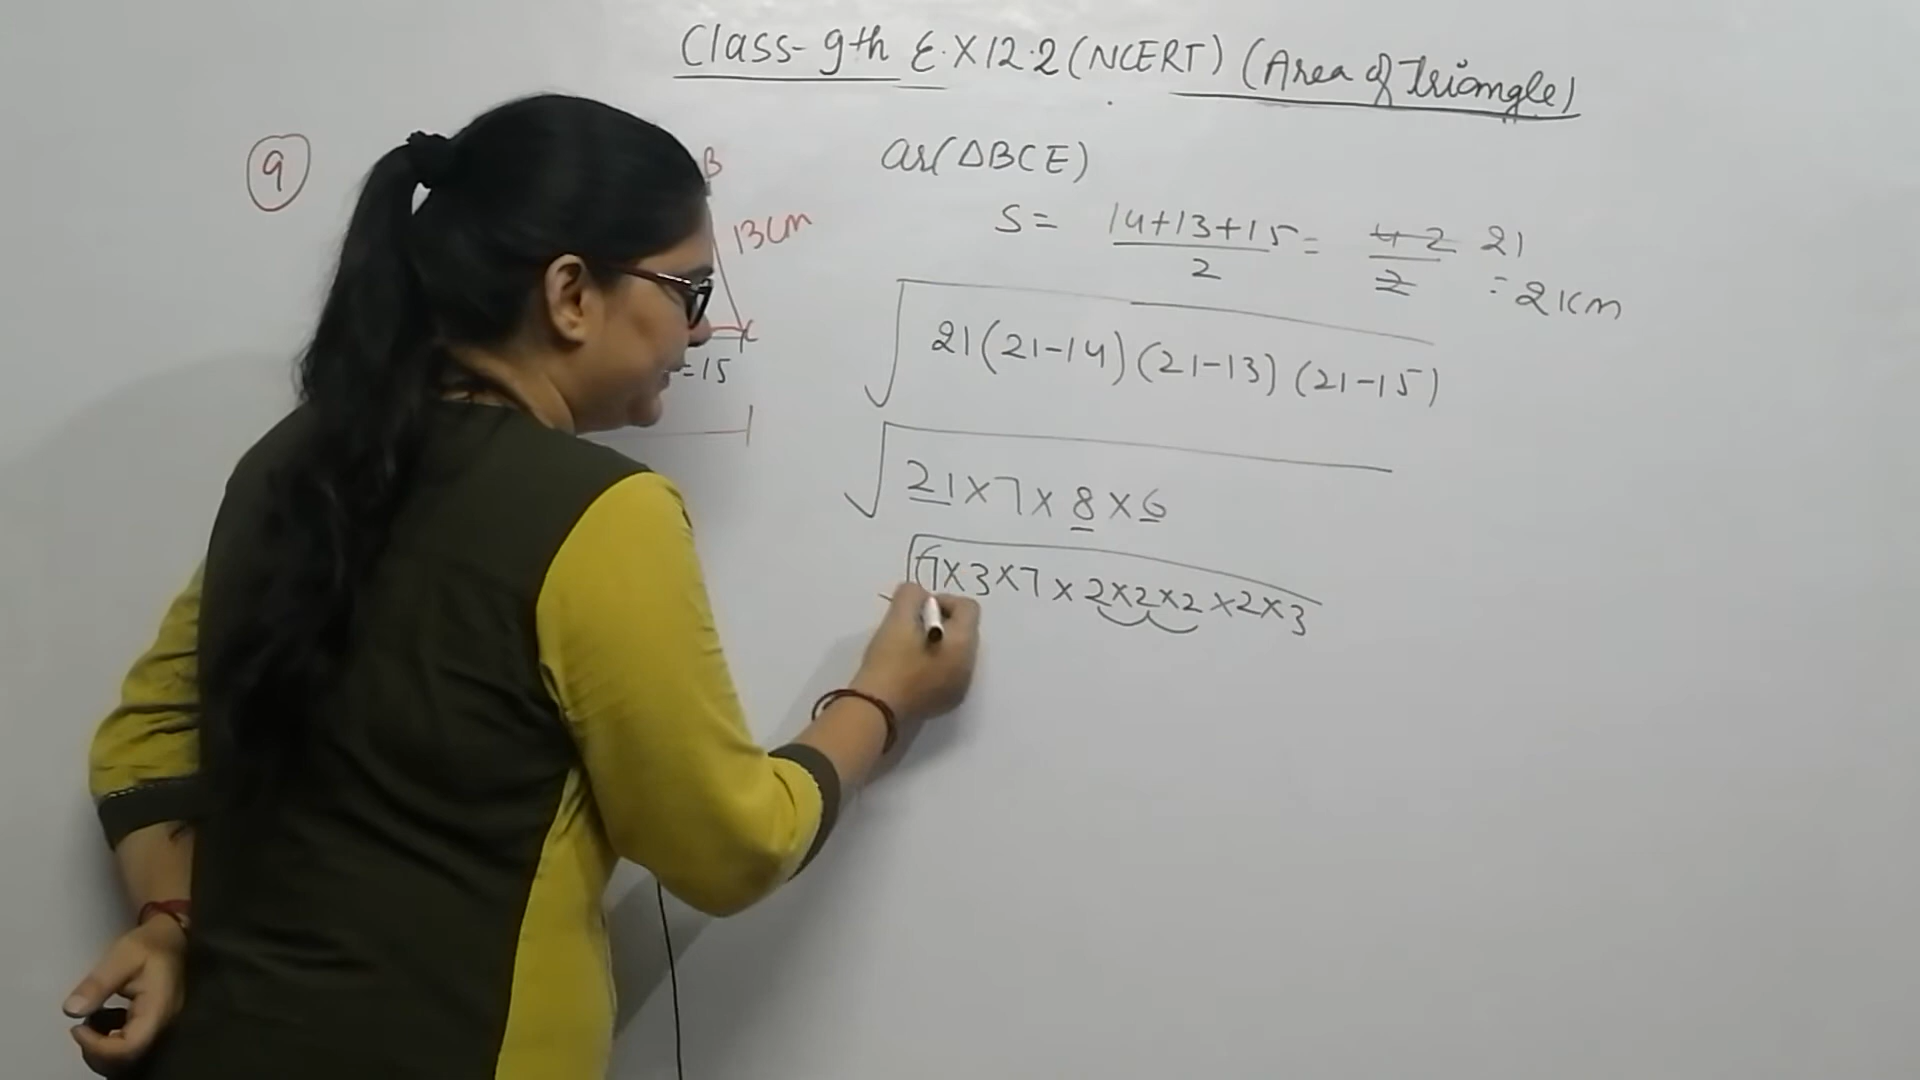 Class-9th E.X12.2 (NCERT) (Area of Triangle)
9
B
13cm
C
=15
ar(△BCE)
S= 14+13+15/2 = 42/2 21
=21cm
√21(21-14)(21-13)(21-15)
√21×7×8×6
√7×3×7×2×2×2×2×3